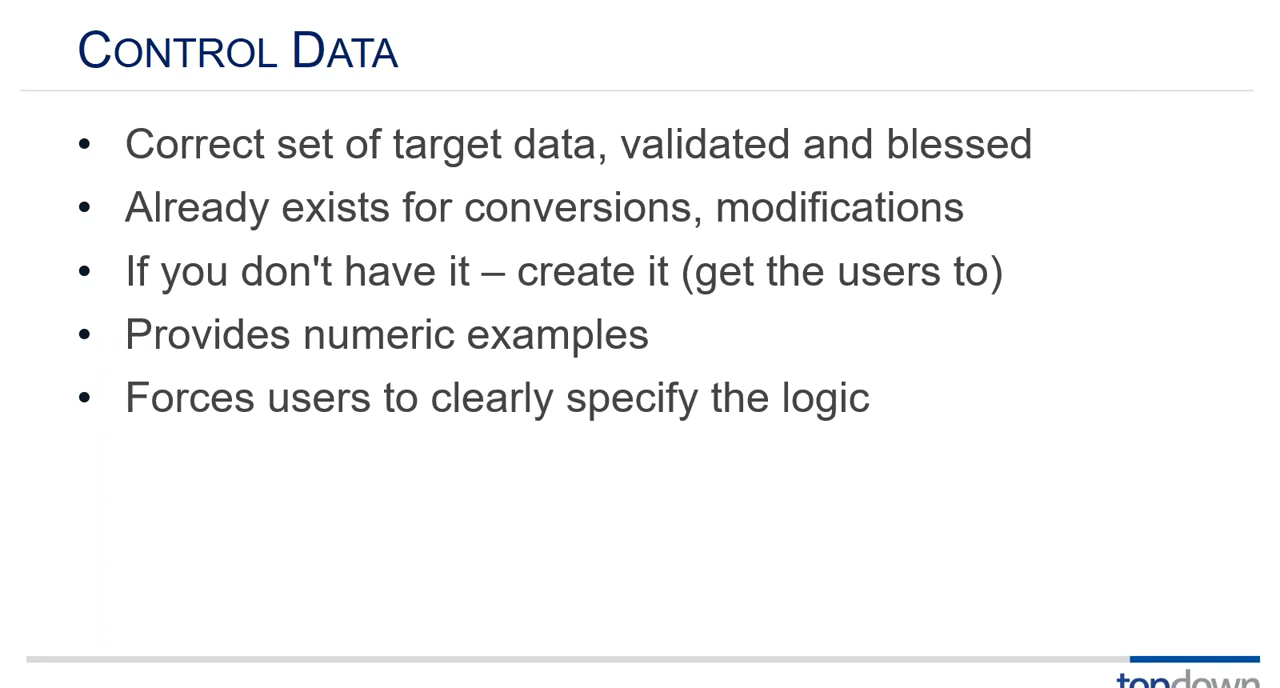 CONTROL DATA
• Correct set of target data, validated and blessed
• Already exists for conversions, modifications
• If you don't have it – create it (get the users to)
• Provides numeric examples
• Forces users to clearly specify the logic
topdown